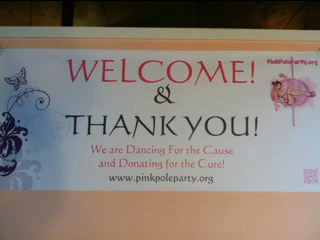 PinkPoleParty.org
WELCOME!
&
THANK YOU!
We are Dancing For the Cause
and Donating for the Cure!
www.pinkpoleparty.org